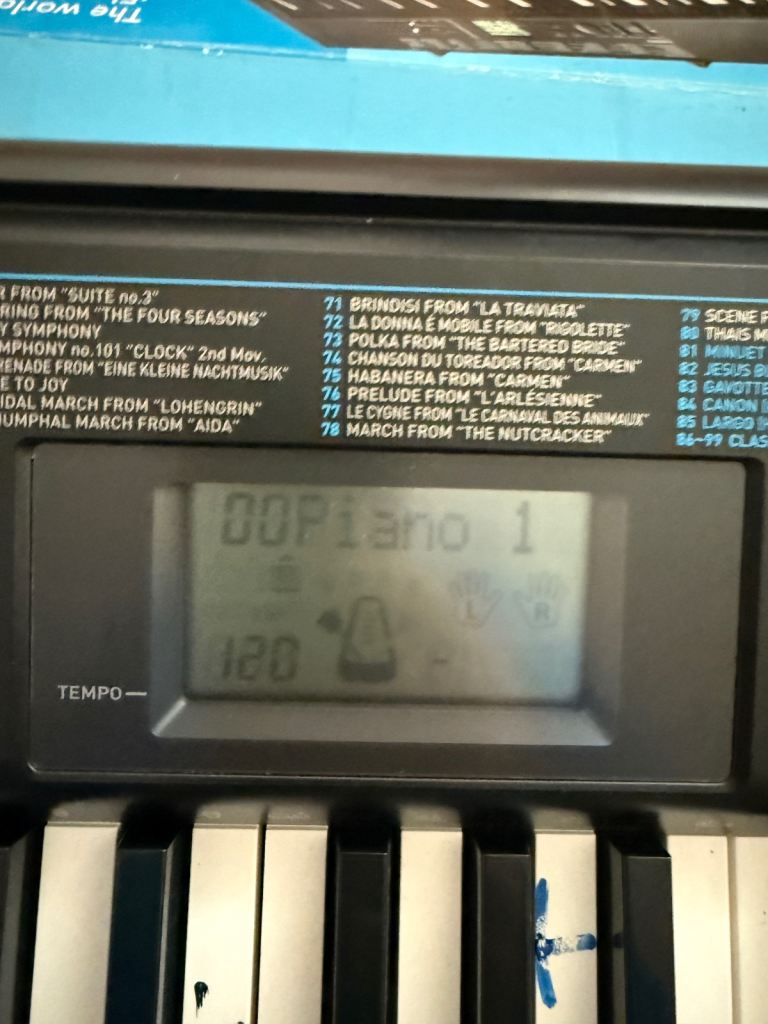 The world
R FROM "SUITE no.3"
RING FROM "THE FOUR SEASONS"
Y SYMPHONY
MPHONY no.101 "CLOCK" 2nd Mov.
ENADE FROM "EINE KLEINE NACHTMUSIK"
E TO JOY
IDAL MARCH FROM "LOHENGRIN"
IUMPHAL MARCH FROM "AIDA"
71 BRINDISI FROM "LA TRAVIATA"
72 LA DONNA È MOBILE FROM "RIGOLETTE"
73 POLKA FROM "THE BARTERED BRIDE"
74 CHANSON DU TOREADOR FROM "CARMEN"
75 HABANERA FROM "CARMEN"
76 PRELUDE FROM "L'ARLÉSIENNE"
77 LE CYGNE FROM "LE CARNAVAL DES ANIMAUX"
78 MARCH FROM "THE NUTCRACKER"
79 SCENE F
80 THAIS M
81 MINUET
82 JESUS B
83 GAVOTTE
84 CANON
85 LARGO
86~99 CLAS
00Piano 1
L R
120 -
TEMPO